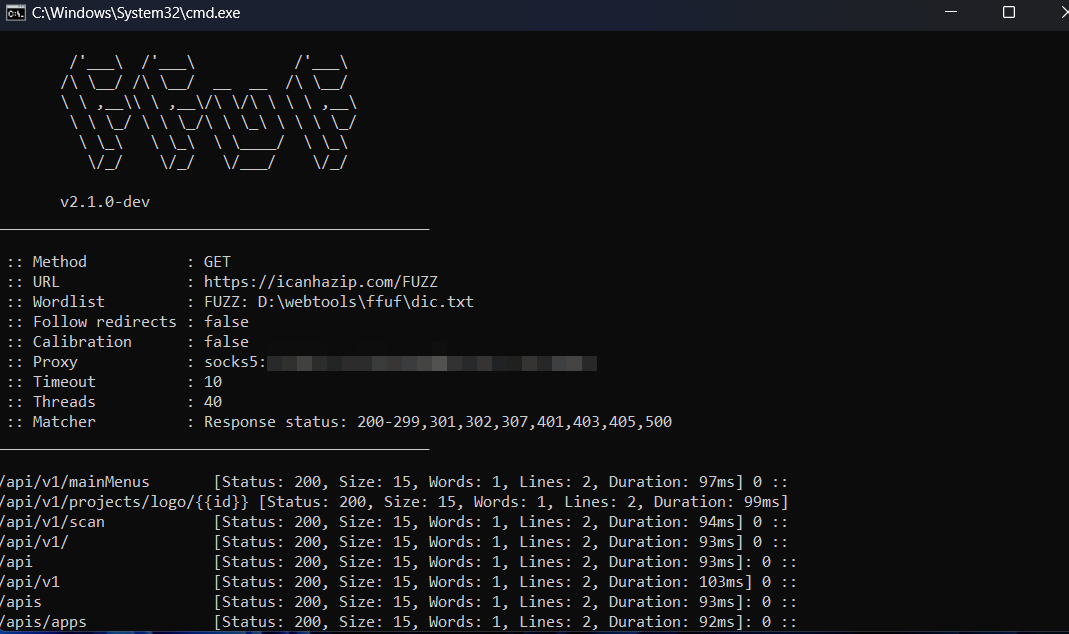 C:\Windows\System32\cmd.exe
v2.1.0-dev
:: Method : GET
:: URL : https://icanhazip.com/FUZZ
:: Wordlist : FUZZ: D:\webtools\ffuf\dic.txt
:: Follow redirects : false
:: Calibration : false
:: Proxy : socks5:
:: Timeout : 10
:: Threads : 40
:: Matcher : Response status: 200-299,301,302,307,401,403,405,500
/api/v1/mainMenus [Status: 200, Size: 15, Words: 1, Lines: 2, Duration: 97ms] 0 ::
/api/v1/projects/logo/{{id}} [Status: 200, Size: 15, Words: 1, Lines: 2, Duration: 99ms]
/api/v1/scan [Status: 200, Size: 15, Words: 1, Lines: 2, Duration: 94ms] 0 ::
/api/v1/ [Status: 200, Size: 15, Words: 1, Lines: 2, Duration: 93ms] 0 ::
/api [Status: 200, Size: 15, Words: 1, Lines: 2, Duration: 93ms]: 0 ::
/api/v1 [Status: 200, Size: 15, Words: 1, Lines: 2, Duration: 103ms] 0 ::
/apis [Status: 200, Size: 15, Words: 1, Lines: 2, Duration: 93ms]: 0 ::
/apis/apps [Status: 200, Size: 15, Words: 1, Lines: 2, Duration: 92ms]: 0 ::